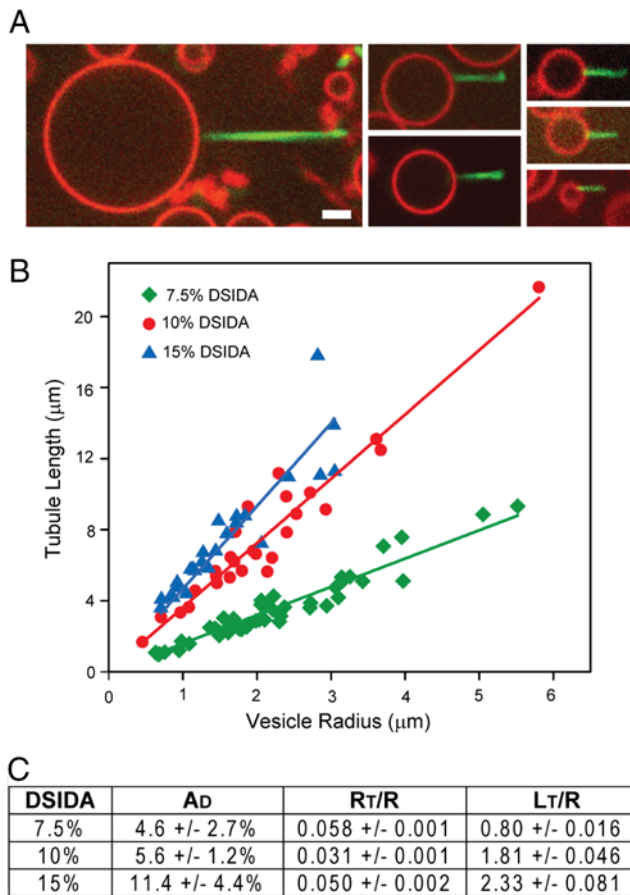 A
B
7.5% DSIDA
10% DSIDA
15% DSIDA
Tubule Length (μm)
20
16
12
8
4
0
0 1 2 3 4 5 6
Vesicle Radius (μm)
C
DSIDA AD RT/R LT/R
7.5% 4.6 +/- 2.7% 0.058 +/- 0.001 0.80 +/- 0.016
10% 5.6 +/- 1.2% 0.031 +/- 0.001 1.81 +/- 0.046
15% 11.4 +/- 4.4% 0.050 +/- 0.002 2.33 +/- 0.081